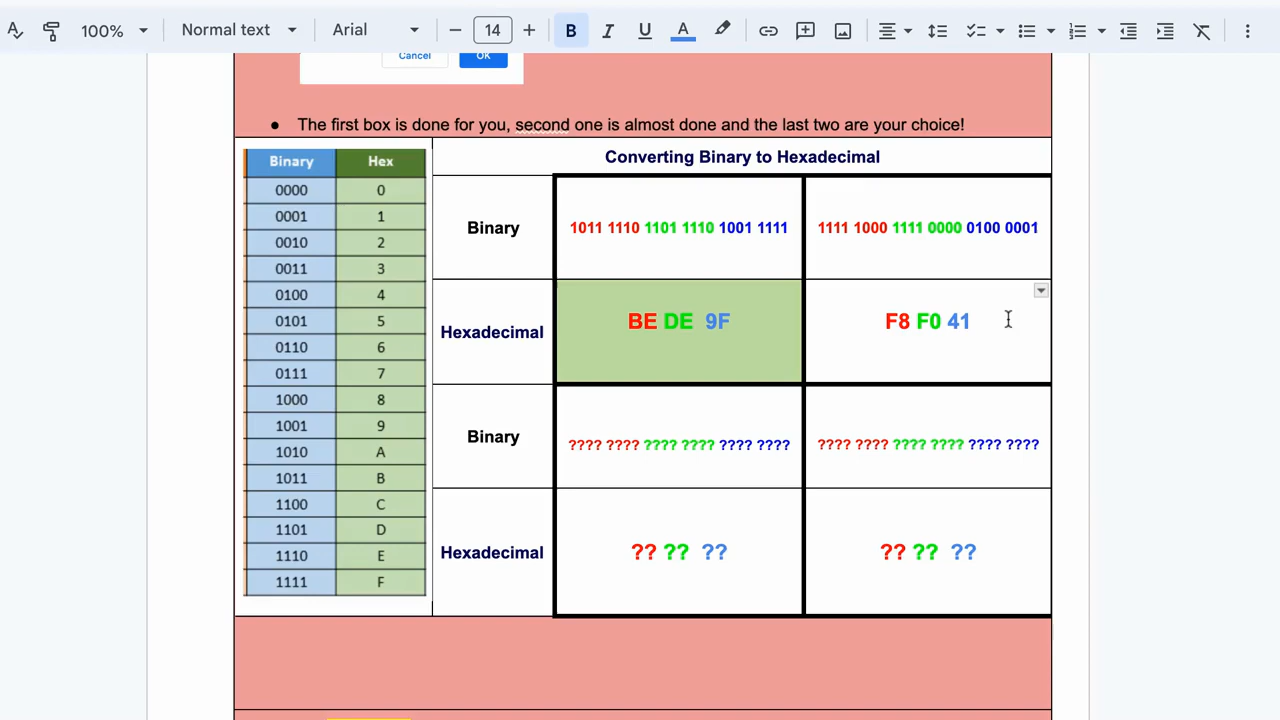 100% Normal text Arial 14 B I U A
Cancel OK
● The first box is done for you, second one is almost done and the last two are your choice!
Binary Hex
0000 0
0001 1
0010 2
0011 3
0100 4
0101 5
0110 6
0111 7
1000 8
1001 9
1010 A
1011 B
1100 C
1101 D
1110 E
1111 F
Converting Binary to Hexadecimal
Binary 1011 1110 1101 1110 1001 1111 1111 1000 1111 0000 0100 0001
Hexadecimal BE DE 9F F8 F0 41
Binary ???? ???? ???? ???? ???? ???? ???? ???? ???? ???? ???? ????
Hexadecimal ?? ?? ?? ?? ?? ??